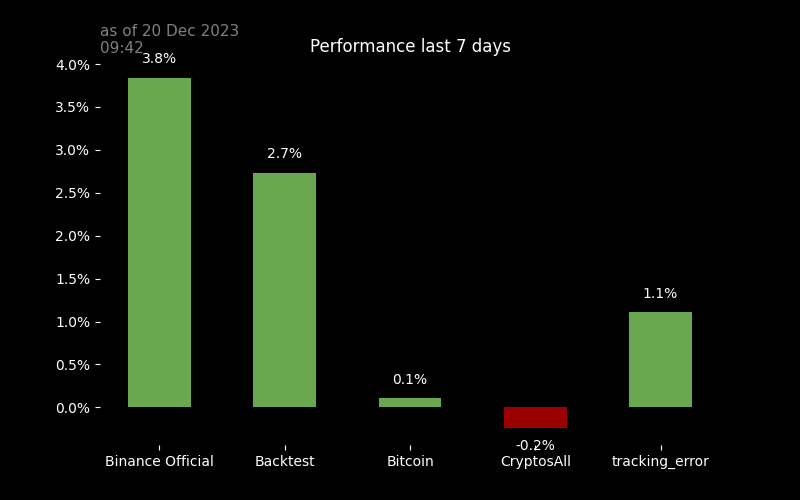 as of 20 Dec 2023
09:42
Performance last 7 days
4.0%
3.5%
3.0%
2.5%
2.0%
1.5%
1.0%
0.5%
0.0%
3.8%
2.7%
0.1%
-0.2%
1.1%
Binance Official
Backtest
Bitcoin
CryptosAll
tracking_error